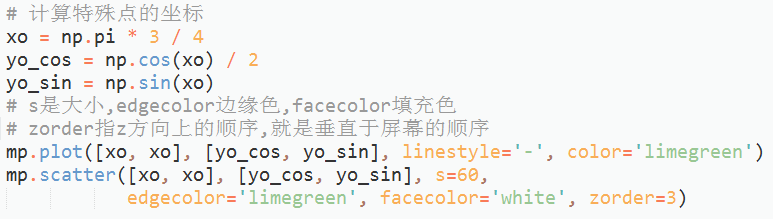 # 计算特殊点的坐标
xo = np.pi * 3 / 4
yo_cos = np.cos(xo) / 2
yo_sin = np.sin(xo)
# s是大小,edgecolor边缘色,facecolor填充色
# zorder指z方向上的顺序,就是垂直于屏幕的顺序
mp.plot([xo, xo], [yo_cos, yo_sin], linestyle='-', color='limegreen')
mp.scatter([xo, xo], [yo_cos, yo_sin], s=60,
edgecolor='limegreen', facecolor='white', zorder=3)